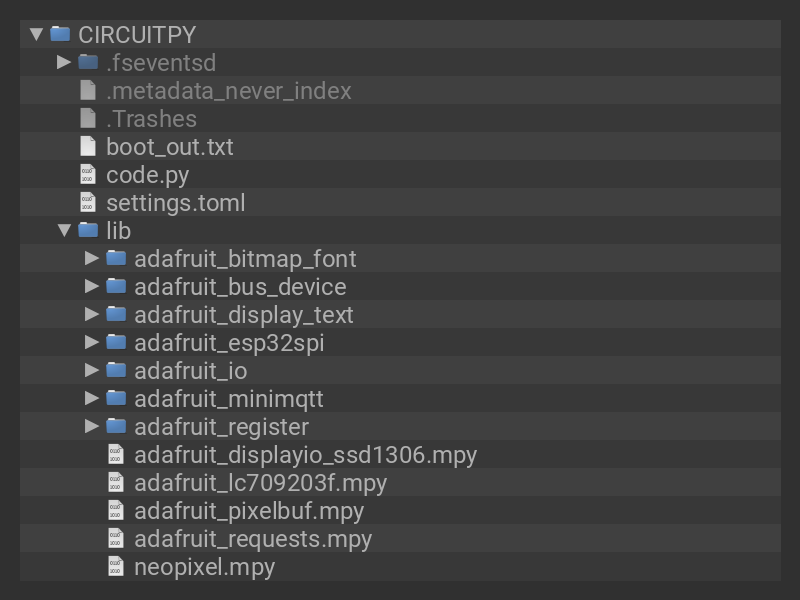 CIRCUITPY
.fseventsd
.metadata_never_index
.Trashes
boot_out.txt
code.py
settings.toml
lib
adafruit_bitmap_font
adafruit_bus_device
adafruit_display_text
adafruit_esp32spi
adafruit_io
adafruit_minimqtt
adafruit_register
adafruit_displayio_ssd1306.mpy
adafruit_lc709203f.mpy
adafruit_pixelbuf.mpy
adafruit_requests.mpy
neopixel.mpy